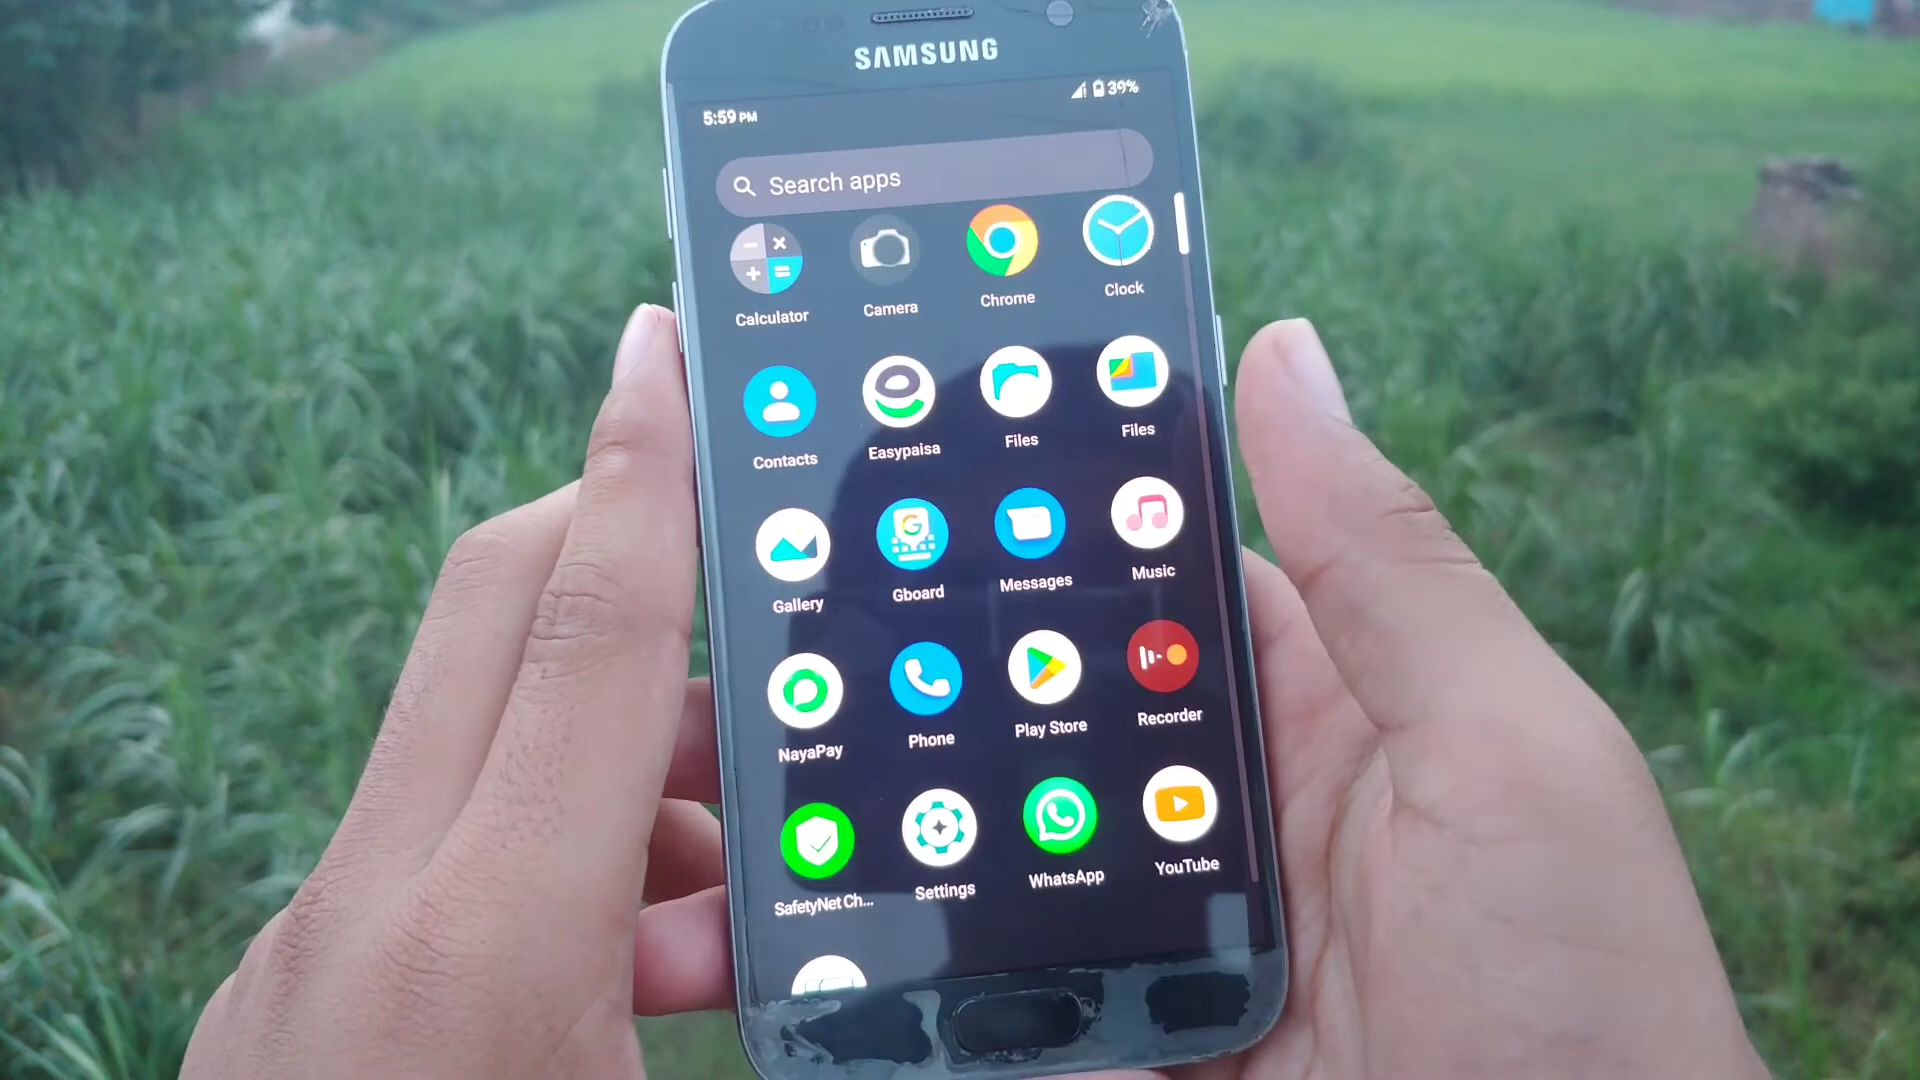 SAMSUNG
5:59 PM
39%
Search apps
Calculator
Camera
Chrome
Clock
Contacts
Easypaisa
Files
Files
Gallery
Gboard
Messages
Music
NayaPay
Phone
Play Store
Recorder
SafetyNet Ch...
Settings
WhatsApp
YouTube